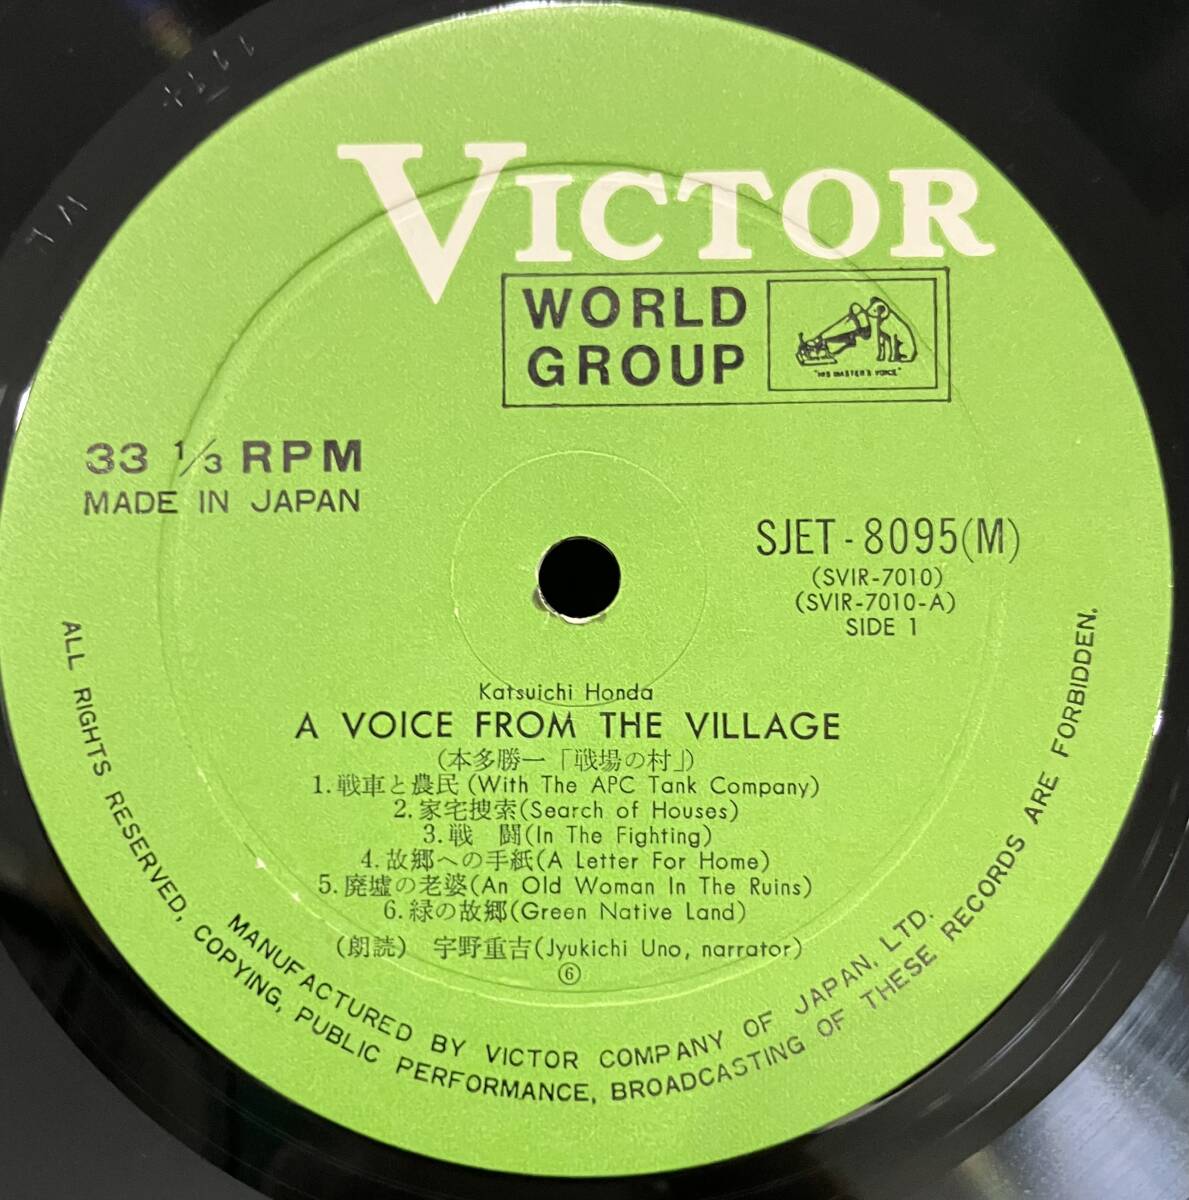 VICTOR
WORLD
GROUP
"HIS MASTER'S VOICE"
33 1/3 RPM
MADE IN JAPAN
SJET-8095(M)
(SVIR-7010)
(SVIR-7010-A)
SIDE 1
Katsuichi Honda
A VOICE FROM THE VILLAGE
(本多勝一「戦場の村」)
1.戦車と農民(With The APC Tank Company)
2.家宅捜索(Search of Houses)
3.戦 闘(In The Fighting)
4.故郷への手紙(A Letter For Home)
5.廃墟の老婆(An Old Woman In The Ruins)
6.緑の故郷(Green Native Land)
(朗読) 宇野重吉(Jyukichi Uno, narrator)
⑥
MANUFACTURED BY VICTOR COMPANY OF JAPAN, LTD.
ALL RIGHTS RESERVED, COPYING, PUBLIC PERFORMANCE, BROADCASTING OF THESE RECORDS ARE FORBIDDEN.